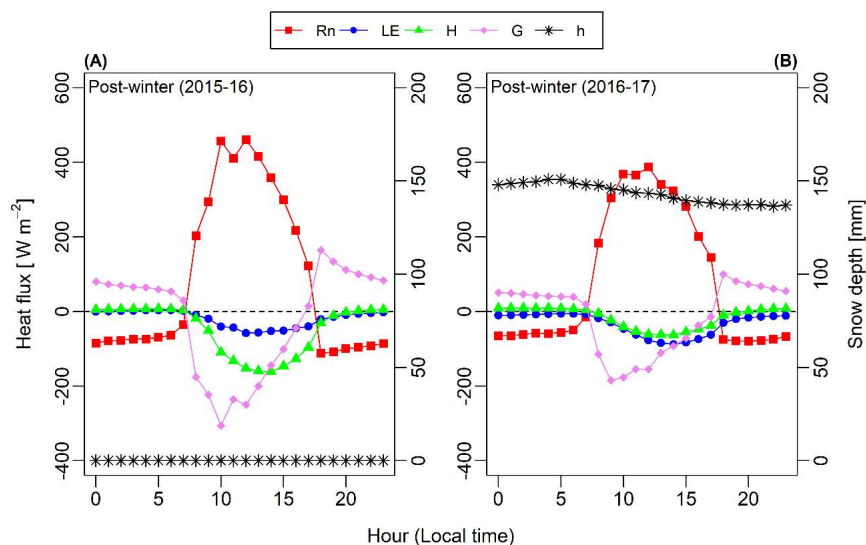 Rn LE H G h
(A) (B)
Post-winter (2015-16) Post-winter (2016-17)
600 200 600 200
400 150 400 150
200 200
100 100
0 0
-200 50 -200 50
-400 0 -400 0
0 5 10 15 20 0 5 10 15 20
Heat flux [ W m⁻²]
Snow depth [mm]
Hour (Local time)